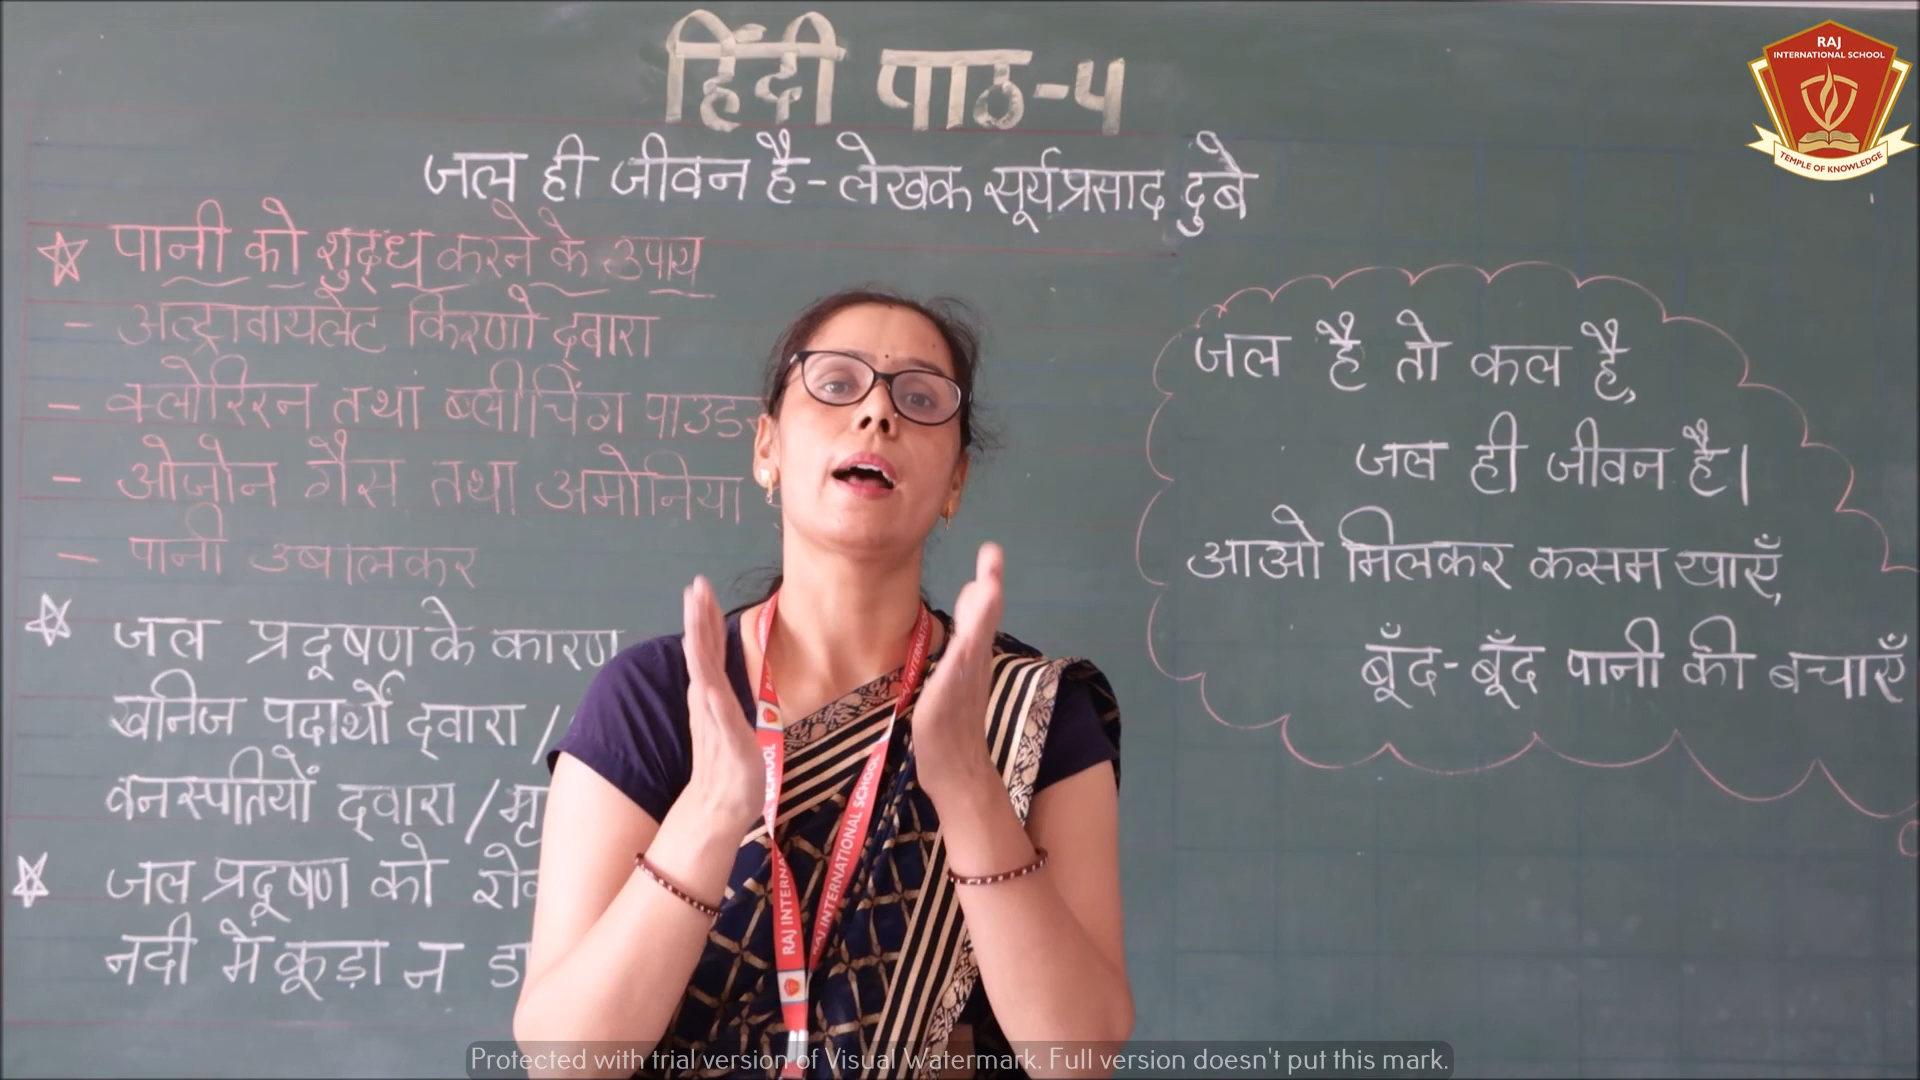 हिंदी पाठ-५
जल ही जीवन है - लेखक सूर्यप्रसाद दुबे
पानी को शुद्ध करने के उपाय
- अल्ट्रावायलेट किरणों द्वारा
- क्लोरिन तथा ब्लीचिंग पाउडर
- ओज़ोन गैस तथा अमोनिया
- पानी उबालकर
जल प्रदूषण के कारण
खनिज पदार्थों द्वारा /
वनस्पतियों द्वारा /
जल प्रदूषण को
नदी में कूड़ा न
जल है तो कल है,
जल ही जीवन है।
आओ मिलकर कसम खाएँ,
बूँद-बूँद पानी की बचाएँ
RAJ
INTERNATIONAL SCHOOL
TEMPLE OF KNOWLEDGE
RAJ INTERNATIONAL SCHOOL
Protected with trial version of Visual Watermark. Full version doesn't put this mark.